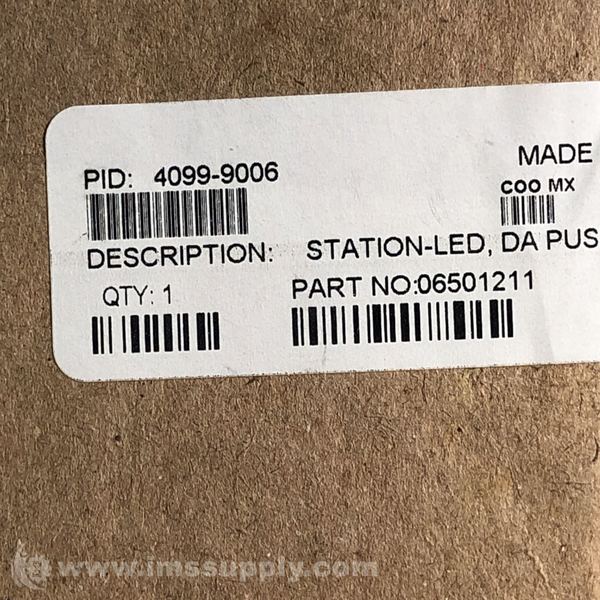 MADE
PID: 4099-9006
COO MX
DESCRIPTION: STATION-LED, DA PUS
QTY: 1 PART NO:06501211
www.imssupply.com